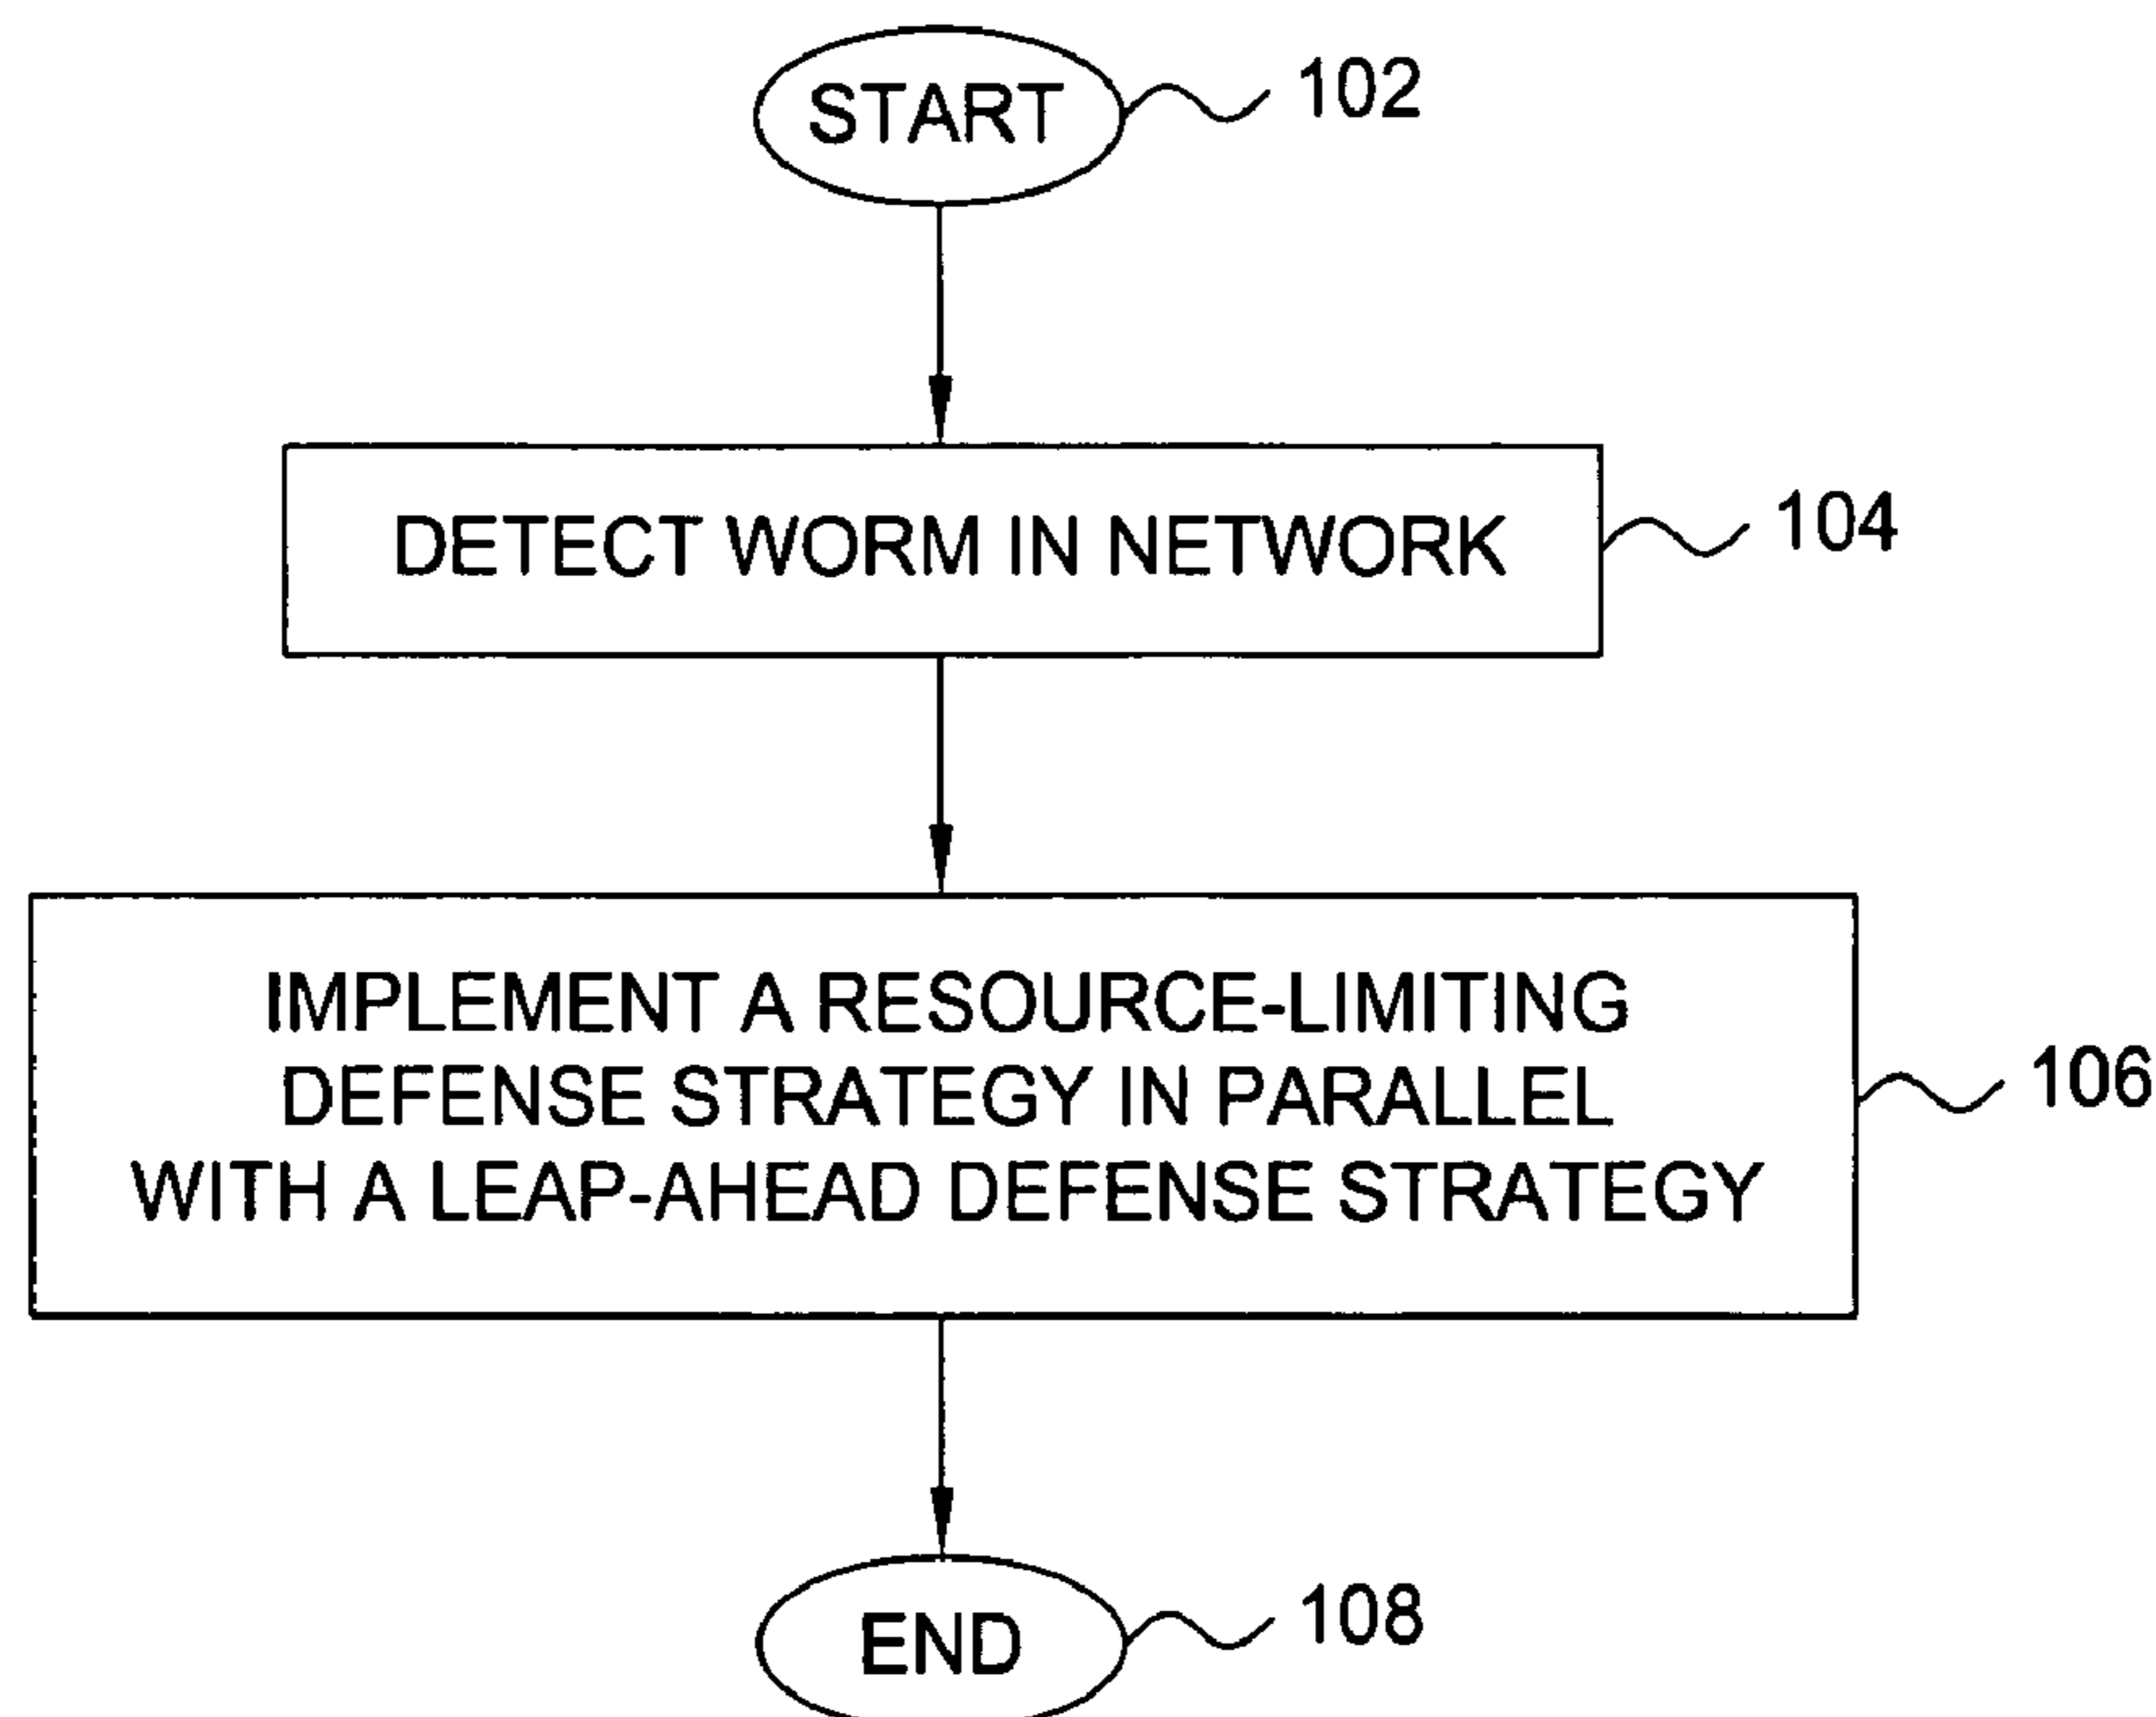 START
102
DETECT WORM IN NETWORK
104
IMPLEMENT A RESOURCE-LIMITING
DEFENSE STRATEGY IN PARALLEL
WITH A LEAP-AHEAD DEFENSE STRATEGY
106
END
108